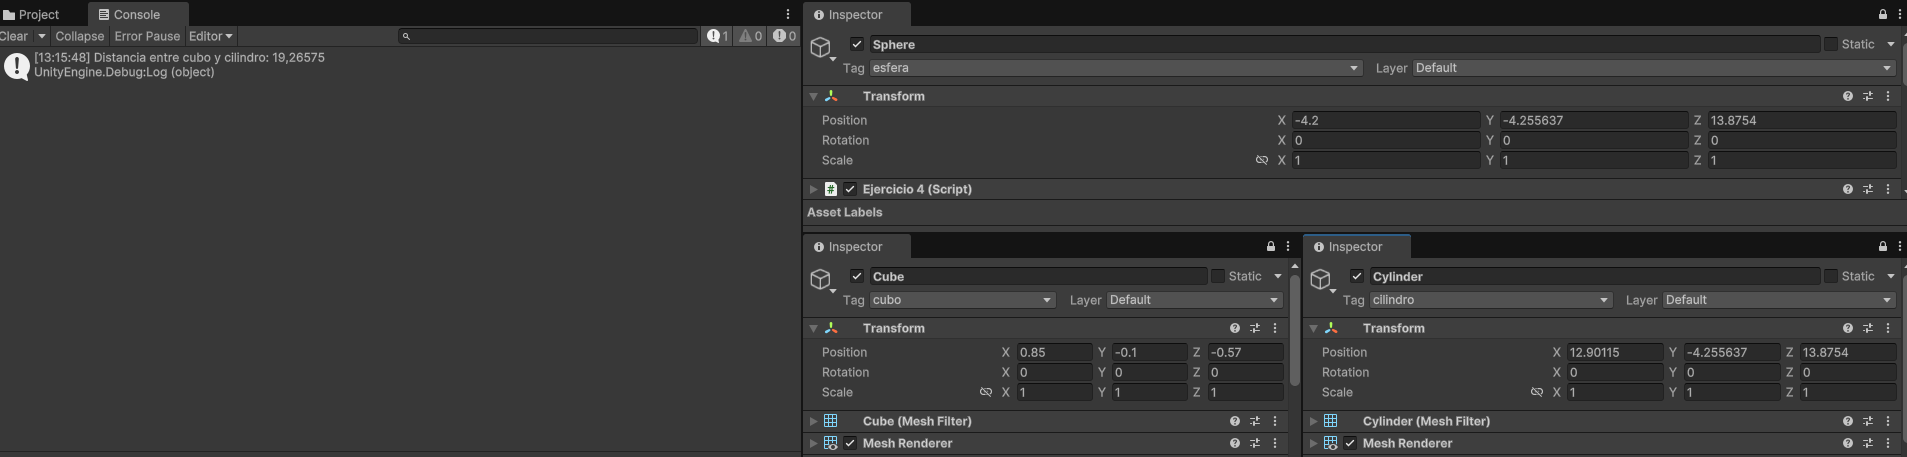 Project
Console
Clear Collapse Error Pause Editor 1 0 0
[13:15:48] Distancia entre cubo y cilindro: 19,26575
UnityEngine.Debug:Log (object)
Inspector
Sphere Static
Tag esfera Layer Default
Transform
Position X -4.2 Y -4.255637 Z 13.8754
Rotation X 0 Y 0 Z 0
Scale X 1 Y 1 Z 1
# Ejercicio 4 (Script)
Asset Labels
Inspector
Cube Static
Tag cubo Layer Default
Transform
Position X 0.85 Y -0.1 Z -0.57
Rotation X 0 Y 0 Z 0
Scale X 1 Y 1 Z 1
Cube (Mesh Filter)
Mesh Renderer
Inspector
Cylinder Static
Tag cilindro Layer Default
Transform
Position X 12.90115 Y -4.255637 Z 13.8754
Rotation X 0 Y 0 Z 0
Scale X 1 Y 1 Z 1
Cylinder (Mesh Filter)
Mesh Renderer